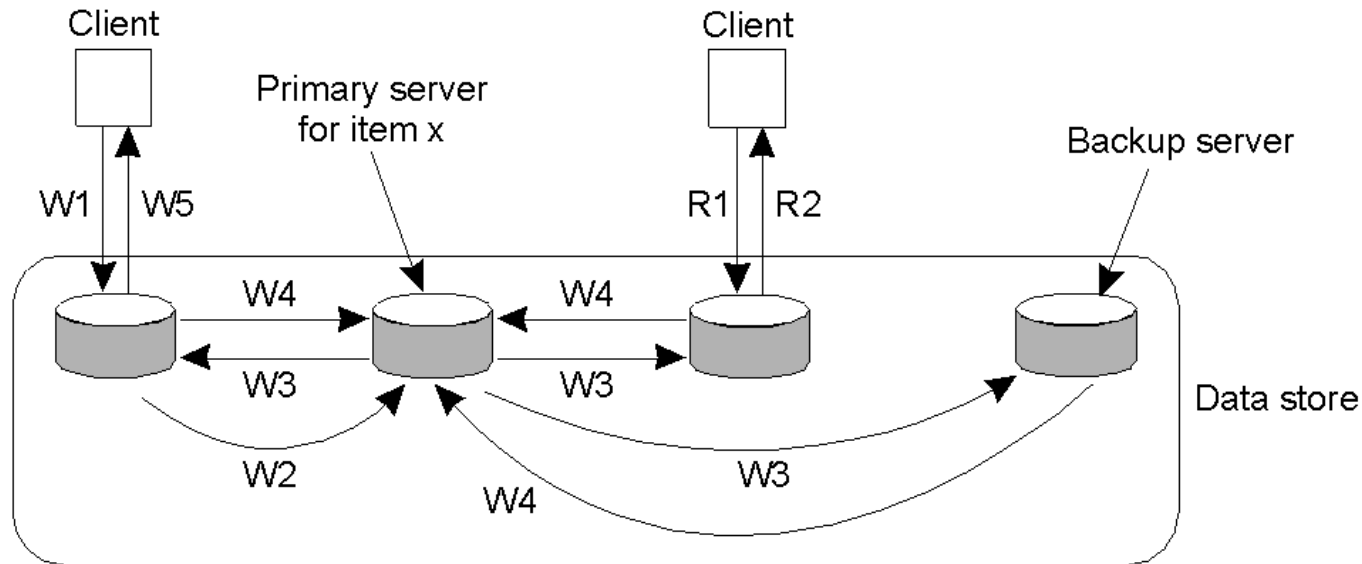 Client
Client
Primary server
for item x
Backup server
W1
W5
R1
R2
W4
W4
W3
W3
Data store
W2
W3
W4